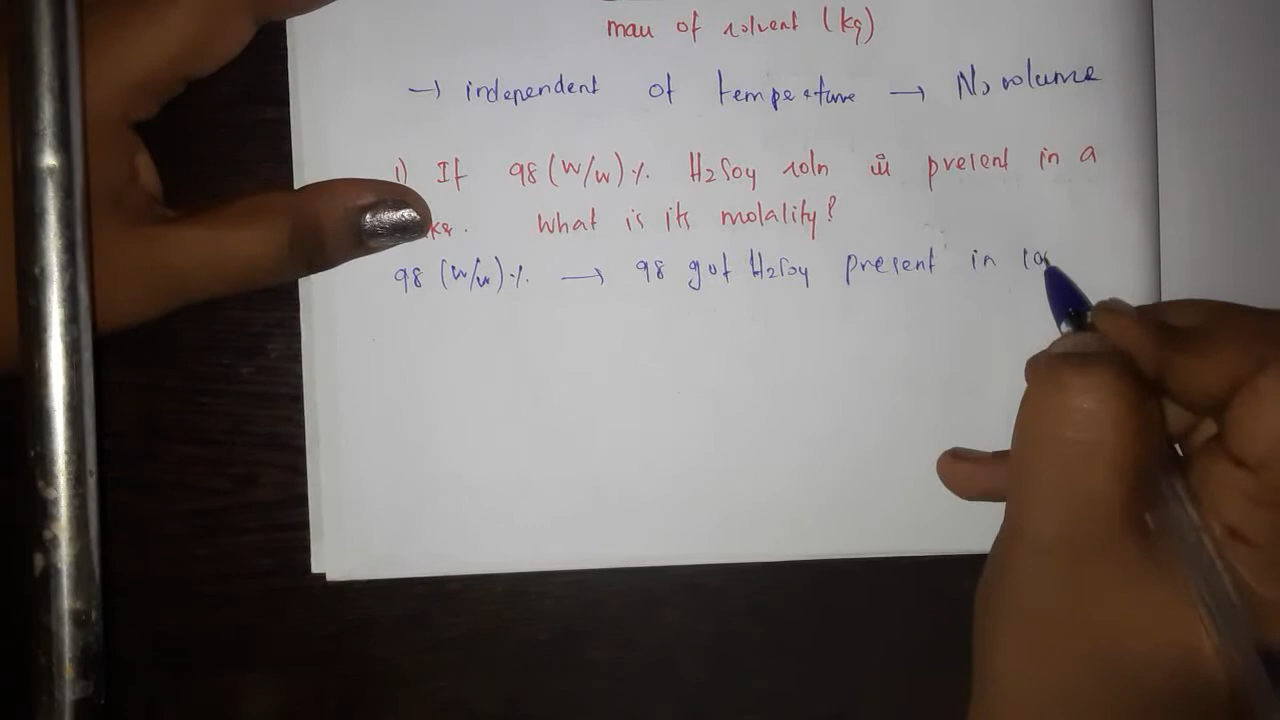 mass of solvent (kg)
→ independent of temperature → No volume
1) If 98 (w/w) % H2SO4 soln is present in a
What is its molality?
98 (w/w) % → 98 g of H2SO4 present in 10